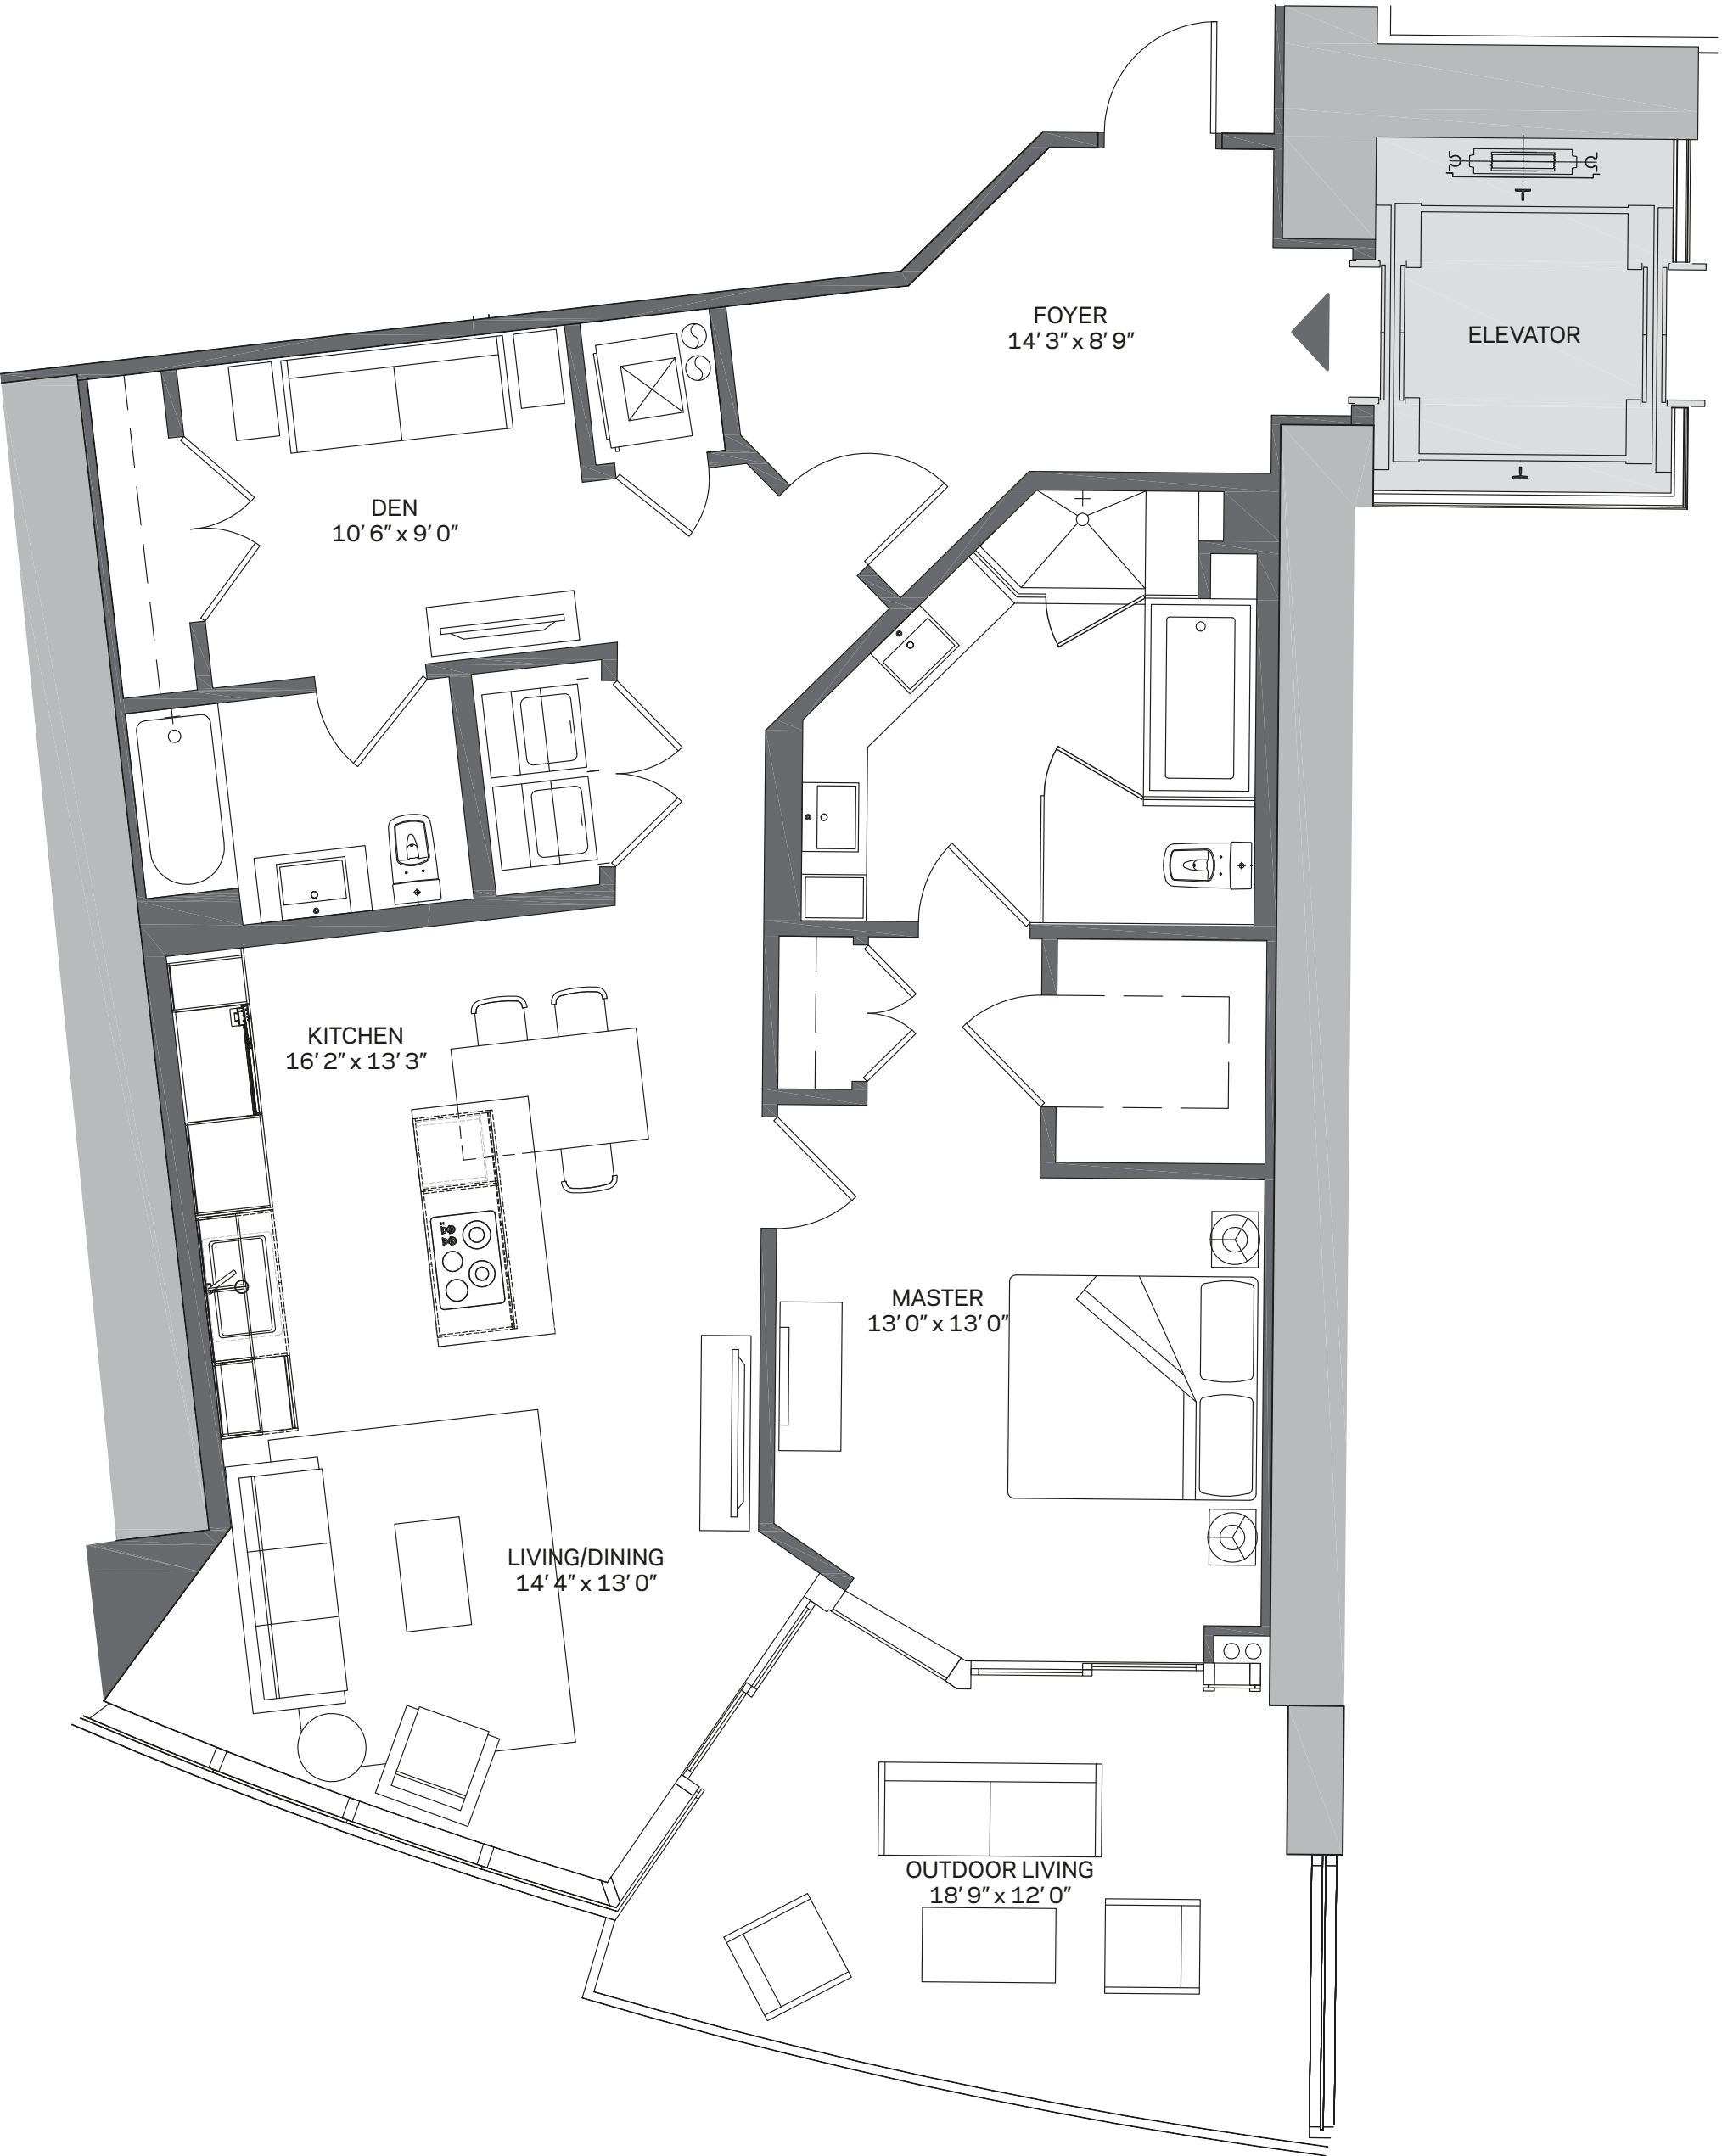 FOYER
14’ 3” x 8’ 9”
ELEVATOR
DEN
10’ 6” x 9’ 0”
KITCHEN
16’ 2” x 13’ 3”
MASTER
13’ 0” x 13’ 0”
LIVING/DINING
14’ 4” x 13’ 0”
OUTDOOR LIVING
18’ 9” x 12’ 0”